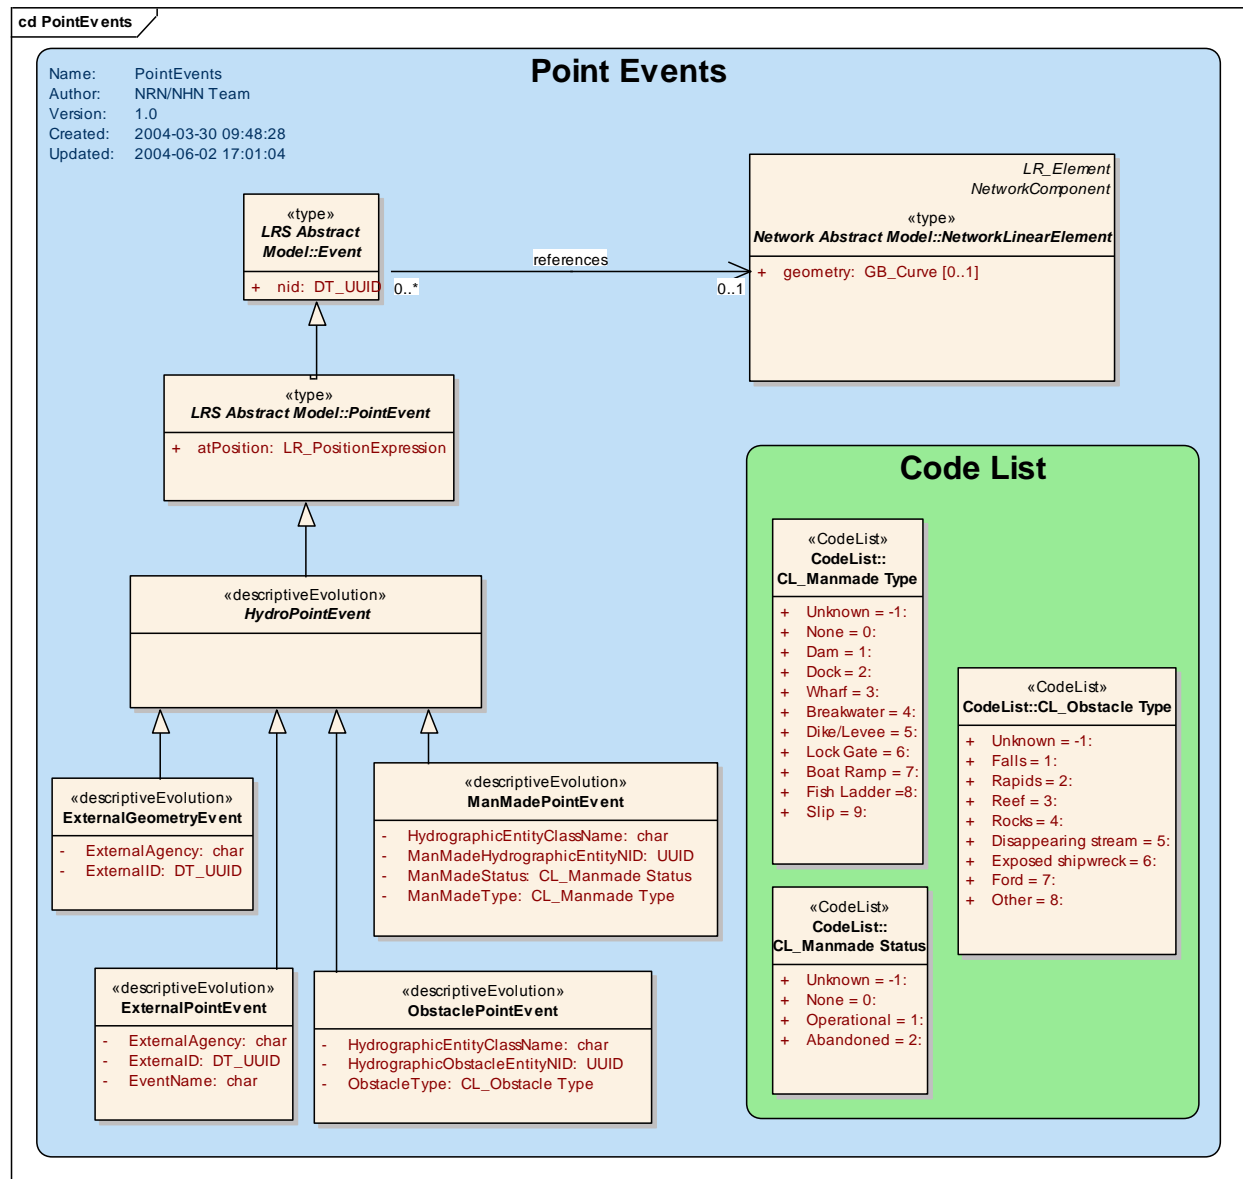 cd PointEvents
Point Events
Name: PointEvents
Author: NRN/NHN Team
Version: 1.0
Created: 2004-03-30 09:48:28
Updated: 2004-06-02 17:01:04
LR_Element
NetworkComponent
«type»
Network Abstract Model::NetworkLinearElement
+ geometry: GB_Curve [0..1]
«type»
LRS Abstract
Model::Event
+ nid: DT_UUID
references
0..*
0..1
«type»
LRS Abstract Model::PointEvent
+ atPosition: LR_PositionExpression
«descriptiveEvolution»
HydroPointEvent
«descriptiveEvolution»
ExternalGeometryEvent
- ExternalAgency: char
- ExternalID: DT_UUID
«descriptiveEvolution»
ManMadePointEvent
- HydrographicEntityClassName: char
- ManMadeHydrographicEntityNID: UUID
- ManMadeStatus: CL_Manmade Status
- ManMadeType: CL_Manmade Type
«descriptiveEvolution»
ExternalPointEvent
- ExternalAgency: char
- ExternaID: DT_UUID
- EventName: char
«descriptiveEvolution»
ObstaclePointEvent
- HydrographicEntityClassName: char
- HydrographicObstacleEntityNID: UUID
- ObstacleType: CL_Obstacle Type
Code List
«CodeList»
CodeList::
CL_Manmade Type
+ Unknown = -1:
+ None = 0:
+ Dam = 1:
+ Dock = 2:
+ Wharf = 3:
+ Breakwater = 4:
+ Dike/Levee = 5:
+ Lock Gate = 6:
+ Boat Ramp = 7:
+ Fish Ladder =8:
+ Slip = 9:
«CodeList»
CodeList::CL_Obstacle Type
+ Unknown = -1:
+ Falls = 1:
+ Rapids = 2:
+ Reef = 3:
+ Rocks = 4:
+ Disappearing stream = 5:
+ Exposed shipwreck = 6:
+ Ford = 7:
+ Other = 8:
«CodeList»
CodeList::
CL_Manmade Status
+ Unknown = -1:
+ None = 0:
+ Operational = 1:
+ Abandoned = 2: